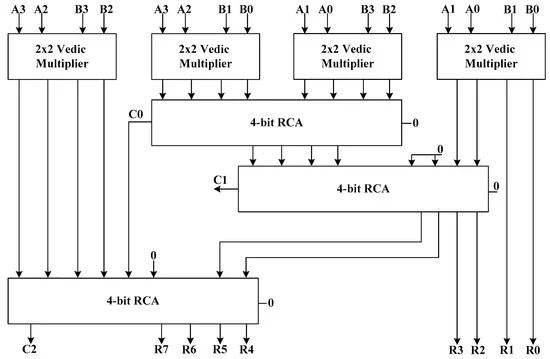 A3 A2 B3 B2 A3 A2 B1 B0 A1 A0 B3 B2 A1 A0 B1 B0
2x2 Vedic Multiplier
2x2 Vedic Multiplier
2x2 Vedic Multiplier
2x2 Vedic Multiplier
C0
4-bit RCA
0
0
C1
4-bit RCA
0
0
4-bit RCA
0
C2 R7 R6 R5 R4 R3 R2 R1 R0